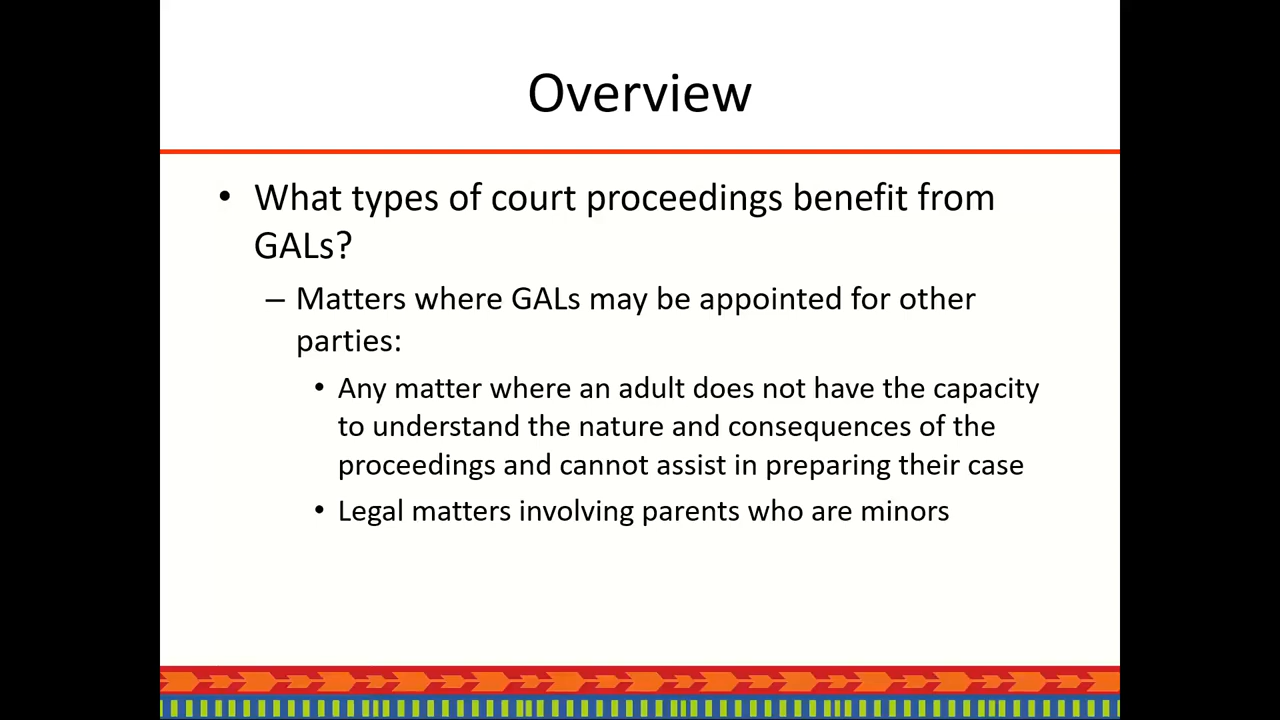 Overview
• What types of court proceedings benefit from
GALs?
– Matters where GALs may be appointed for other
parties:
• Any matter where an adult does not have the capacity
to understand the nature and consequences of the
proceedings and cannot assist in preparing their case
• Legal matters involving parents who are minors